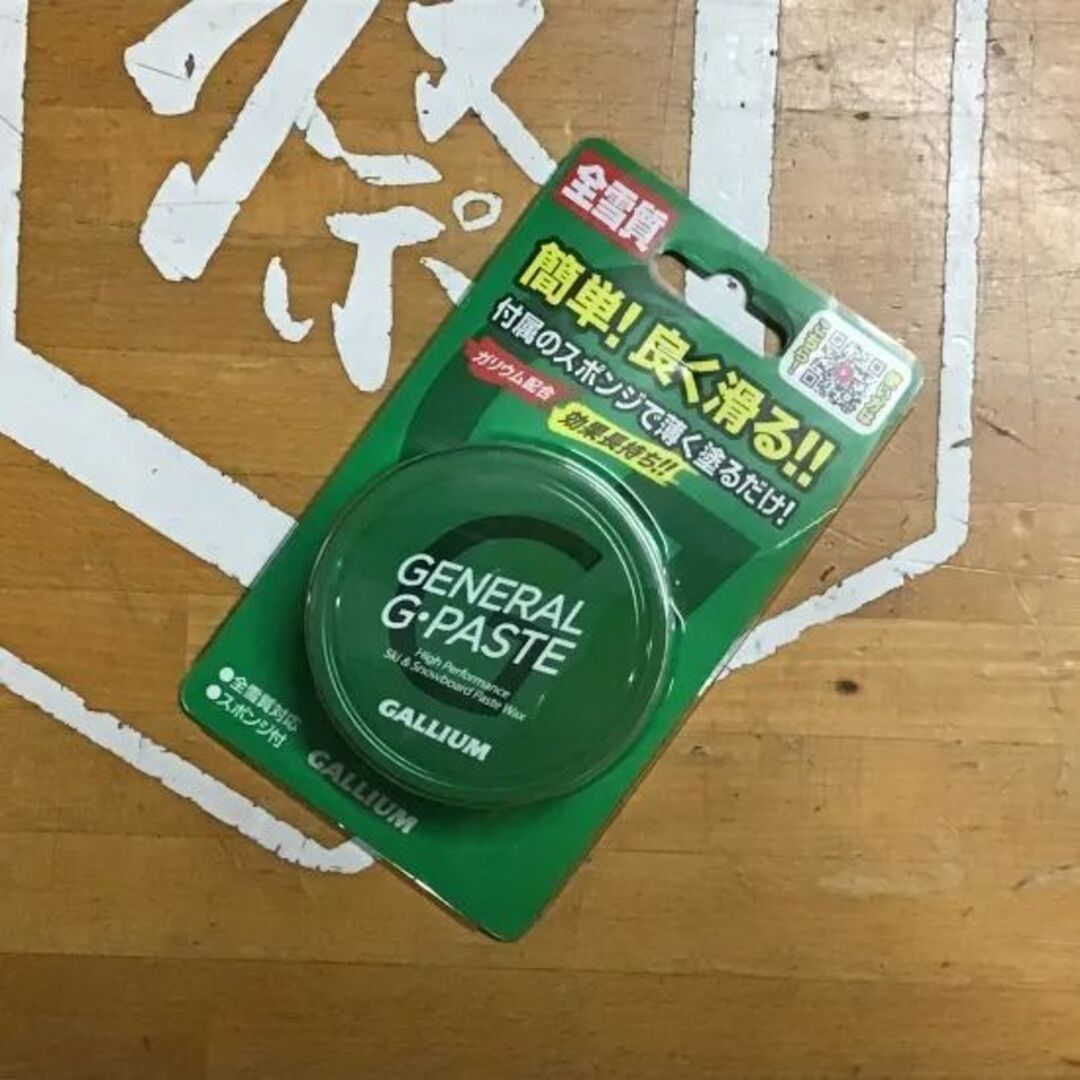 スポ
全雪質
簡単!良く滑る!!
付属のスポンジで薄く塗るだけ!
ガリウム配合
効果長持ち!!
GENERAL
G・PASTE
High Performance
Ski & Snowboard Paste Wax
GALLIUM
●全雪質対応
●スポンジ付
GALLIUM